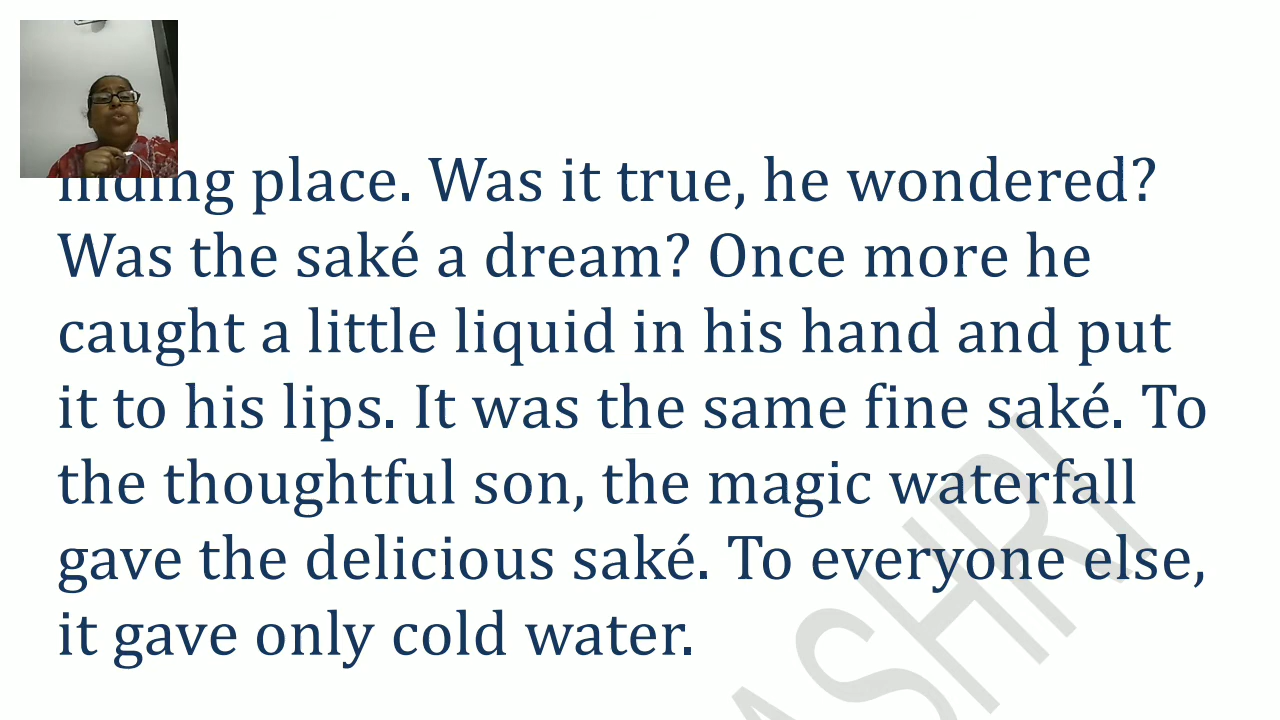 hiding place. Was it true, he wondered?
Was the saké a dream? Once more he
caught a little liquid in his hand and put
it to his lips. It was the same fine saké. To
the thoughtful son, the magic waterfall
gave the delicious saké. To everyone else,
it gave only cold water.